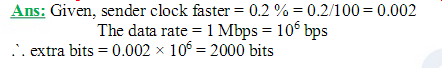 Ans: Given, sender clock faster = 0.2 % = 0.2/100 = 0.002
The data rate = 1 Mbps = 10⁶ bps
∴ extra bits = 0.002 × 10⁶ = 2000 bits